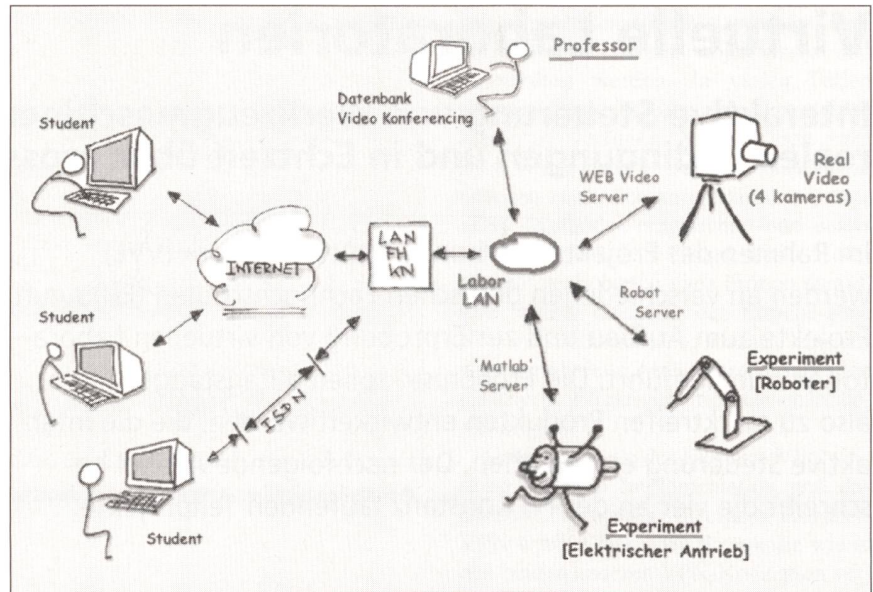 Professor
Datenbank
Video Konferencing
Student
WEB Video
Server
Real
Video
(4 kameras)
INTERNET
LAN
FH
KN
Labor
LAN
Robot
Server
Student
'Matlab'
Server
Experiment
[Roboter]
ISDN
Student
Experiment
[Elektrischer Antrieb]